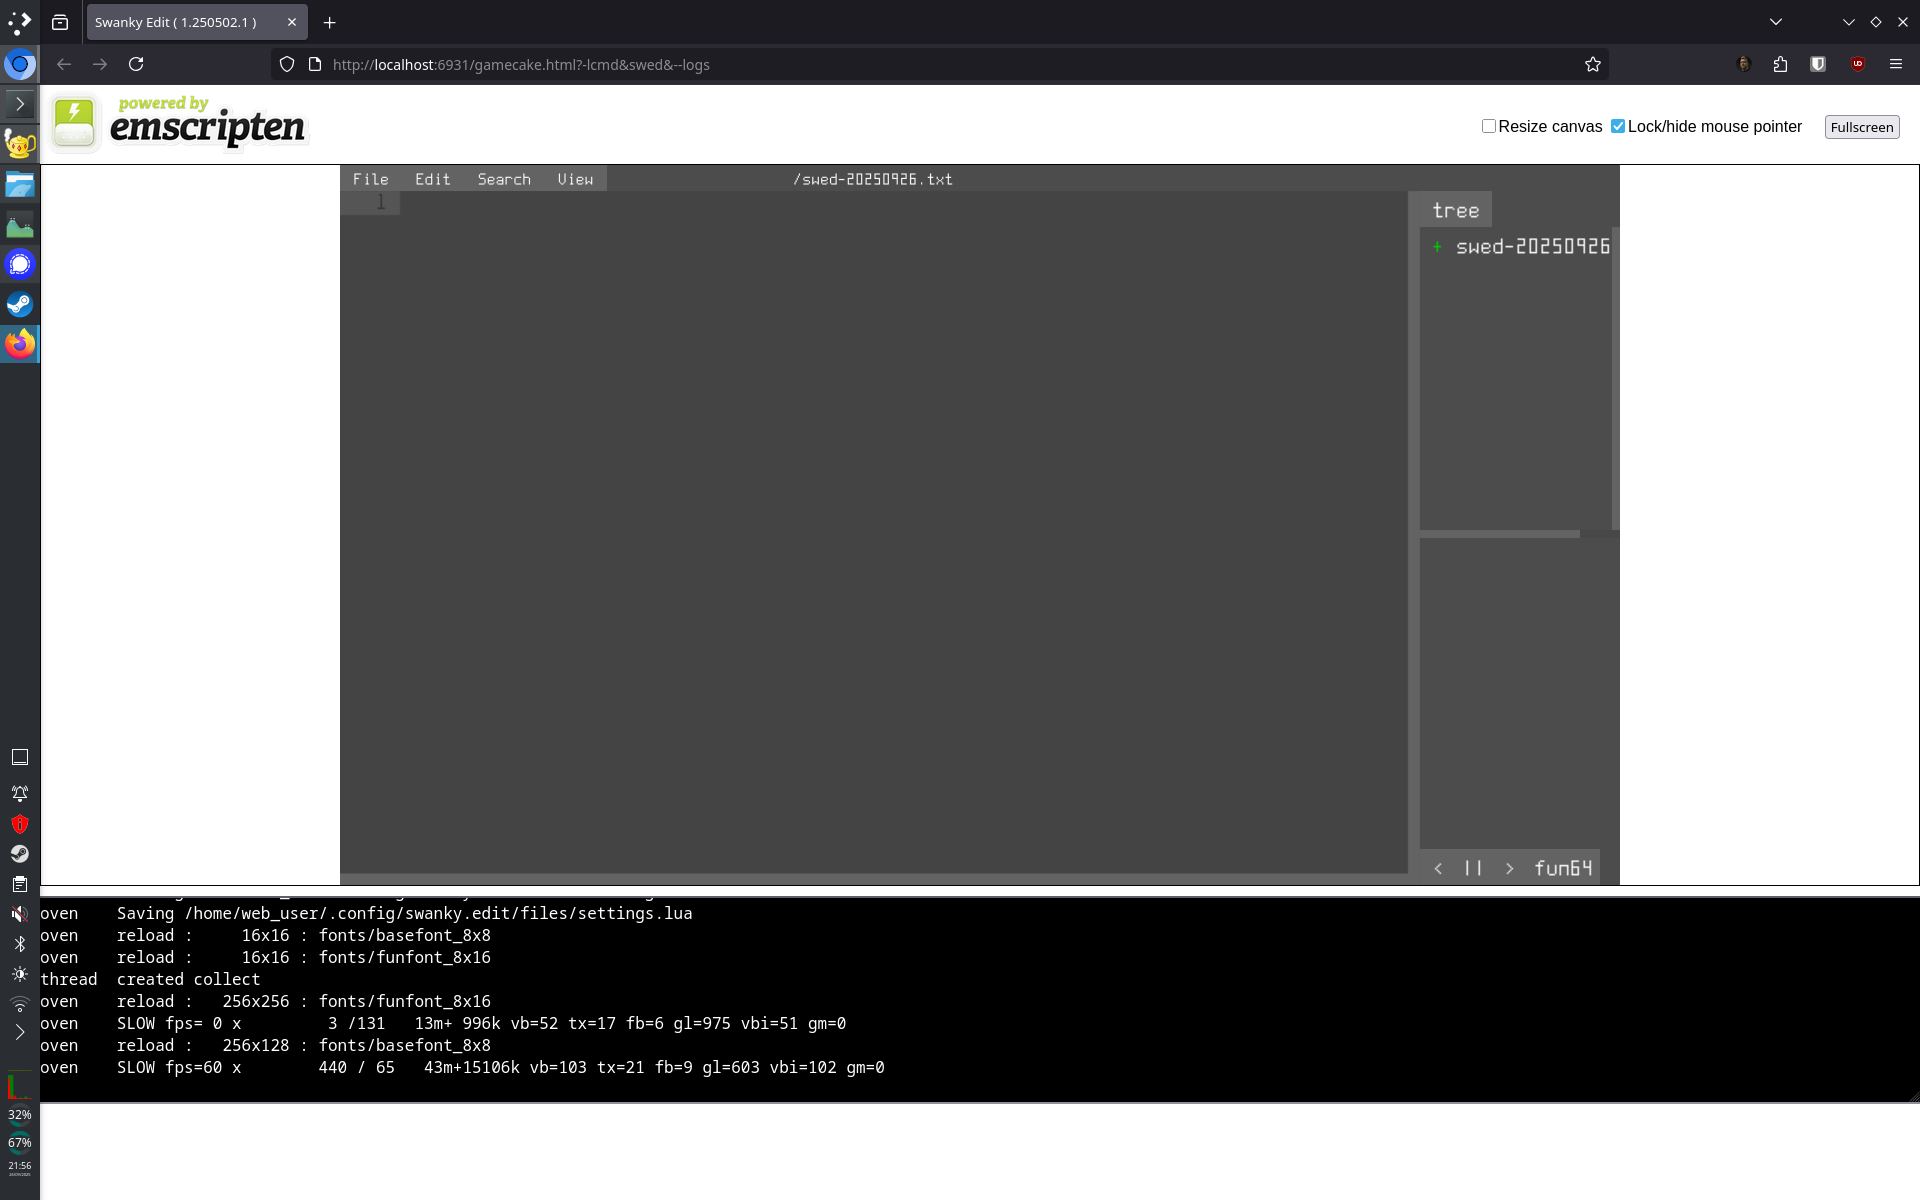 Swanky Edit ( 1.250502.1 )
http://localhost:6931/gamecake.html?-lcmd&swed&--logs
powered by
emscripten
Resize canvas Lock/hide mouse pointer Fullscreen
File Edit Search View /swed-20250926.txt
1
tree
+ swed-20250926
< || > fun64
oven Saving /home/web_user/.config/swanky.edit/files/settings.lua
oven reload : 16x16 : fonts/basefont_8x8
oven reload : 16x16 : fonts/funfont_8x16
thread created collect
oven reload : 256x256 : fonts/funfont_8x16
oven SLOW fps= 0 x 3 /131 13m+ 996k vb=52 tx=17 fb=6 gl=975 vbi=51 gm=0
oven reload : 256x128 : fonts/basefont_8x8
oven SLOW fps=60 x 440 / 65 43m+15106k vb=103 tx=21 fb=9 gl=603 vbi=102 gm=0
32%
67%
21:56